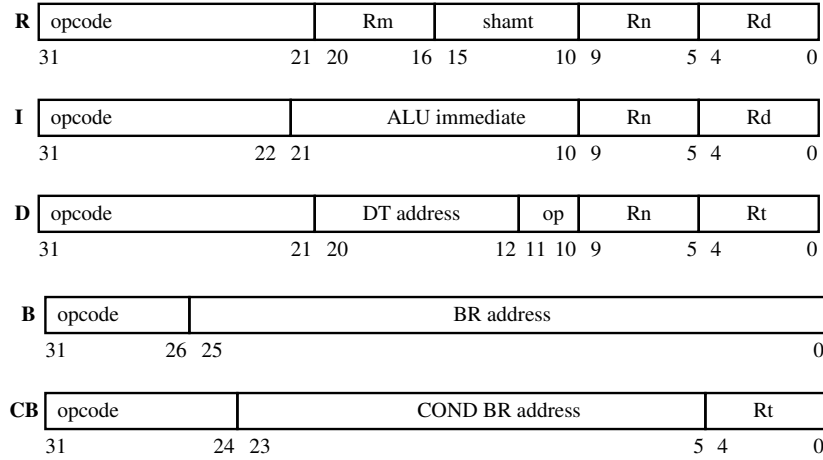 R opcode Rm shamt Rn Rd
31 21 20 16 15 10 9 5 4 0
I opcode ALU immediate Rn Rd
31 22 21 10 9 5 4 0
D opcode DT address op Rn Rt
31 21 20 12 11 10 9 5 4 0
B opcode BR address
31 26 25 0
CB opcode COND BR address Rt
31 24 23 5 4 0